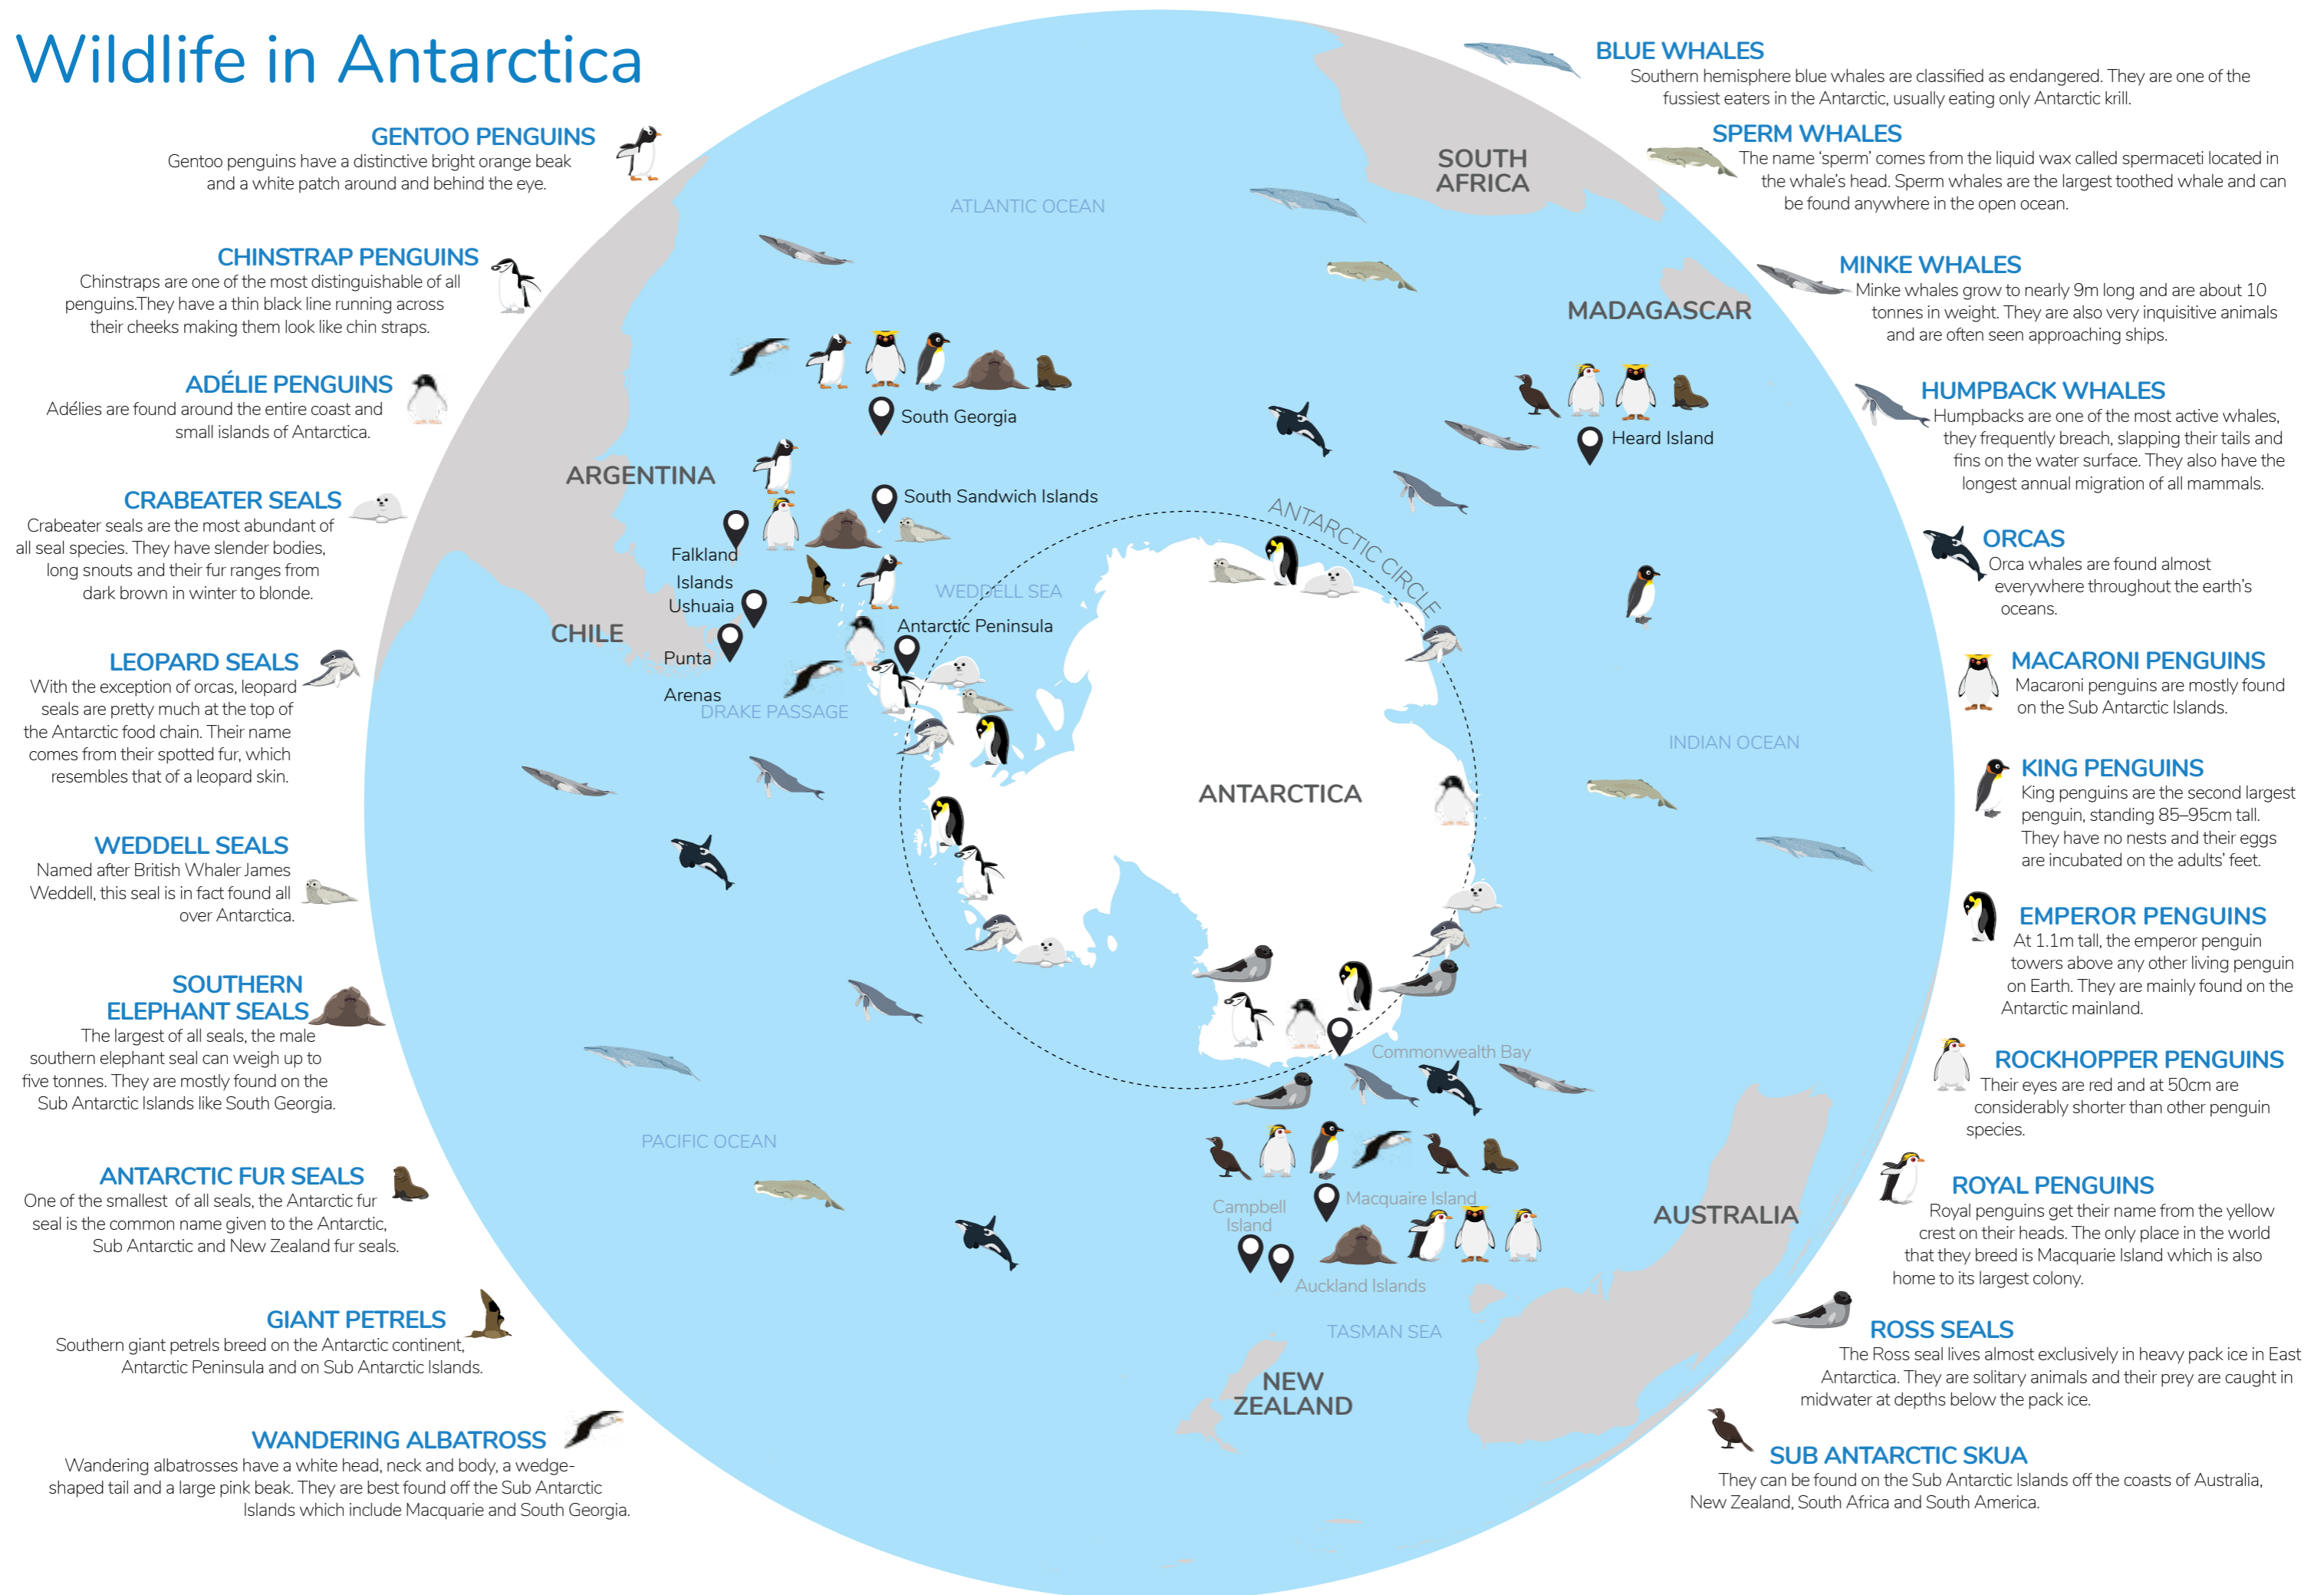 Wildlife in Antarctica
GENTOO PENGUINS
Gentoo penguins have a distinctive bright orange beak
and a white patch around and behind the eye.
CHINSTRAP PENGUINS
Chinstraps are one of the most distinguishable of all
penguins.They have a thin black line running across
their cheeks making them look like chin straps.
ADÉLIE PENGUINS
Adélies are found around the entire coast and
small islands of Antarctica.
CRABEATER SEALS
Crabeater seals are the most abundant of
all seal species. They have slender bodies,
long snouts and their fur ranges from
dark brown in winter to blonde.
LEOPARD SEALS
With the exception of orcas, leopard
seals are pretty much at the top of
the Antarctic food chain. Their name
comes from their spotted fur, which
resembles that of a leopard skin.
WEDDELL SEALS
Named after British Whaler James
Weddell, this seal is in fact found all
over Antarctica.
SOUTHERN
ELEPHANT SEALS
The largest of all seals, the male
southern elephant seal can weigh up to
five tonnes. They are mostly found on the
Sub Antarctic Islands like South Georgia.
ANTARCTIC FUR SEALS
One of the smallest of all seals, the Antarctic fur
seal is the common name given to the Antarctic,
Sub Antarctic and New Zealand fur seals.
GIANT PETRELS
Southern giant petrels breed on the Antarctic continent,
Antarctic Peninsula and on Sub Antarctic Islands.
WANDERING ALBATROSS
Wandering albatrosses have a white head, neck and body, a wedge-
shaped tail and a large pink beak. They are best found off the Sub Antarctic
Islands which include Macquarie and South Georgia.
ATLANTIC OCEAN
SOUTH
AFRICA
MADAGASCAR
South Georgia
Heard Island
ARGENTINA
South Sandwich Islands
ANTARCTIC CIRCLE
Falkland
Islands
Ushuaia
WEDDELL SEA
CHILE
Antarctic Peninsula
Punta
Arenas
DRAKE PASSAGE
INDIAN OCEAN
ANTARCTICA
Commonwealth Bay
PACIFIC OCEAN
Campbell
Island
Macquaire Island
AUSTRALIA
Auckland Islands
TASMAN SEA
NEW
ZEALAND
BLUE WHALES
Southern hemisphere blue whales are classified as endangered. They are one of the
fussiest eaters in the Antarctic, usually eating only Antarctic krill.
SPERM WHALES
The name ‘sperm’ comes from the liquid wax called spermaceti located in
the whale’s head. Sperm whales are the largest toothed whale and can
be found anywhere in the open ocean.
MINKE WHALES
Minke whales grow to nearly 9m long and are about 10
tonnes in weight. They are also very inquisitive animals
and are often seen approaching ships.
HUMPBACK WHALES
Humpbacks are one of the most active whales,
they frequently breach, slapping their tails and
fins on the water surface. They also have the
longest annual migration of all mammals.
ORCAS
Orca whales are found almost
everywhere throughout the earth’s
oceans.
MACARONI PENGUINS
Macaroni penguins are mostly found
on the Sub Antarctic Islands.
KING PENGUINS
King penguins are the second largest
penguin, standing 85–95cm tall.
They have no nests and their eggs
are incubated on the adults’ feet.
EMPEROR PENGUINS
At 1.1m tall, the emperor penguin
towers above any other living penguin
on Earth. They are mainly found on the
Antarctic mainland.
ROCKHOPPER PENGUINS
Their eyes are red and at 50cm are
considerably shorter than other penguin
species.
ROYAL PENGUINS
Royal penguins get their name from the yellow
crest on their heads. The only place in the world
that they breed is Macquarie Island which is also
home to its largest colony.
ROSS SEALS
The Ross seal lives almost exclusively in heavy pack ice in East
Antarctica. They are solitary animals and their prey are caught in
midwater at depths below the pack ice.
SUB ANTARCTIC SKUA
They can be found on the Sub Antarctic Islands off the coasts of Australia,
New Zealand, South Africa and South America.